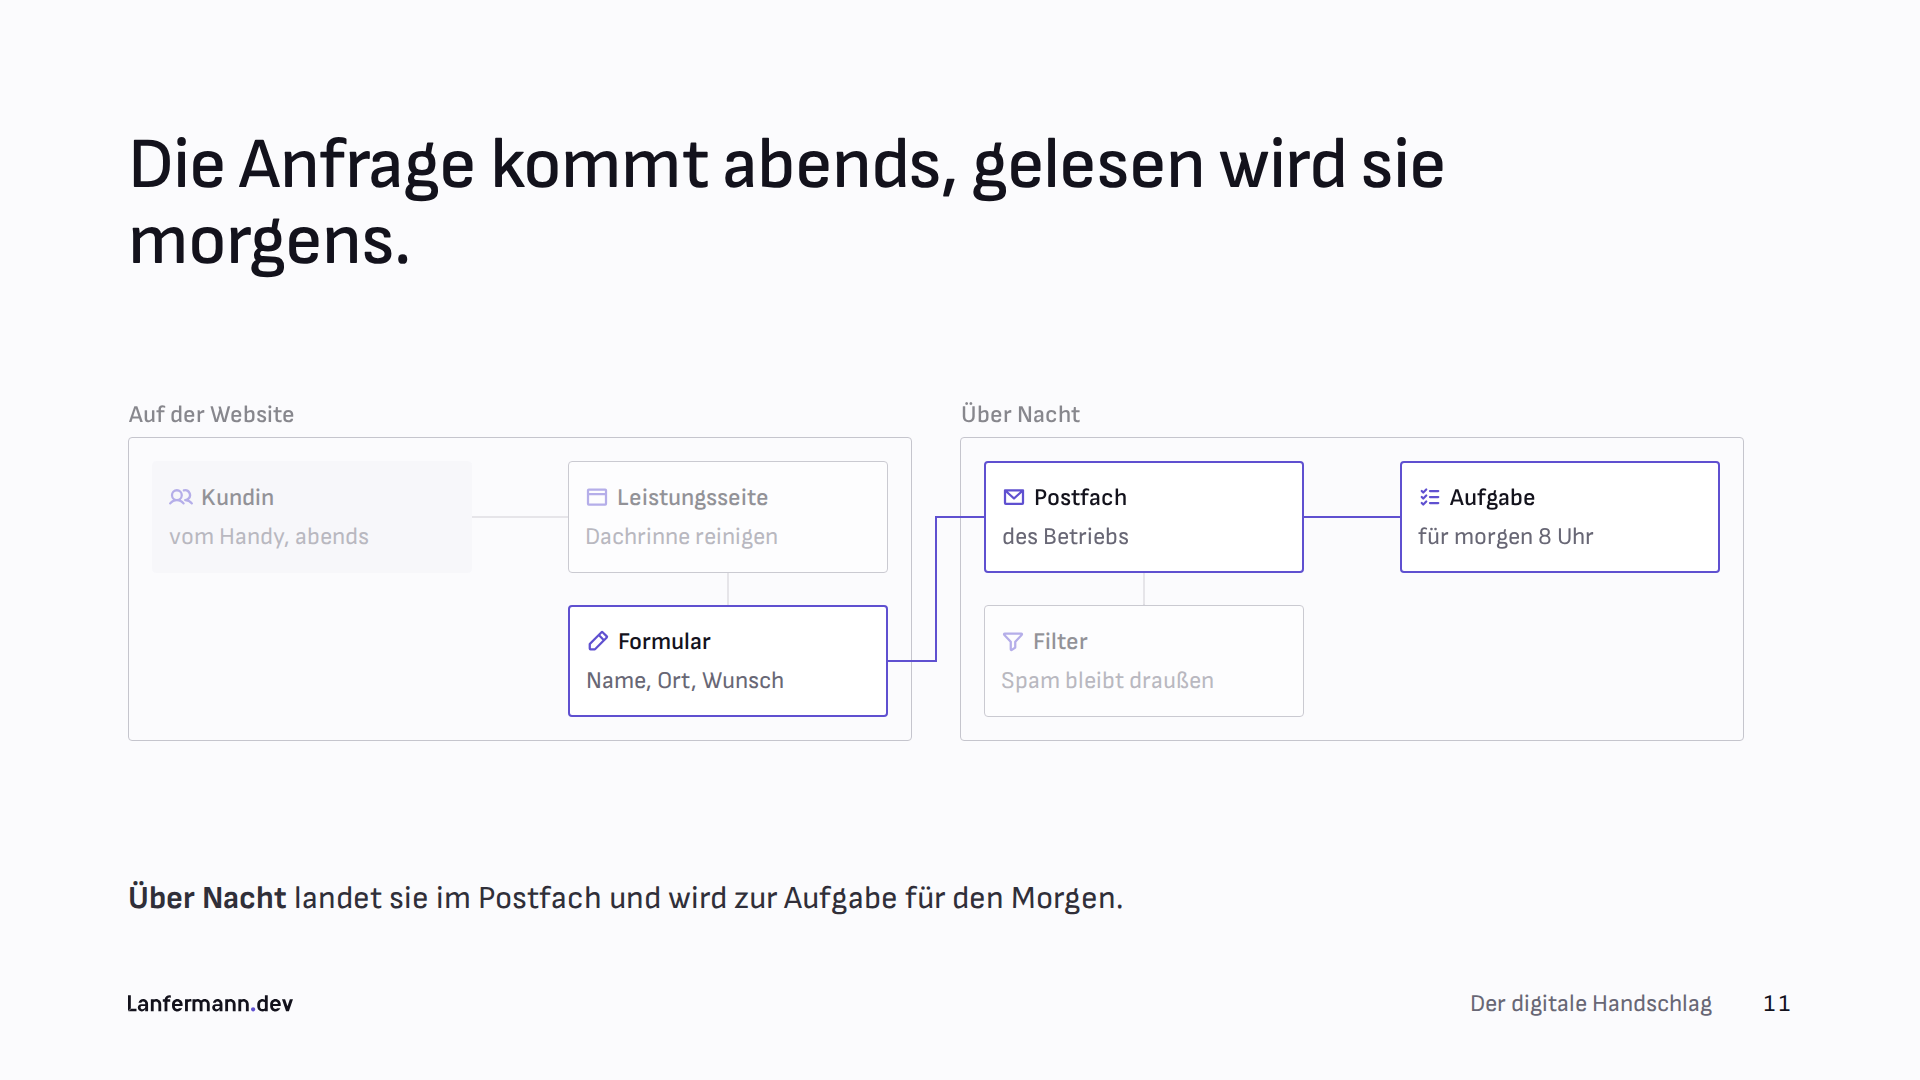 Die Anfrage kommt abends, gelesen wird sie
morgens.
Auf der Website
Kundin
vom Handy, abends
Leistungsseite
Dachrinne reinigen
Formular
Name, Ort, Wunsch
Über Nacht
Postfach
des Betriebs
Aufgabe
für morgen 8 Uhr
Filter
Spam bleibt draußen
Über Nacht landet sie im Postfach und wird zur Aufgabe für den Morgen.
Lanfermann.dev
Der digitale Handschlag
11